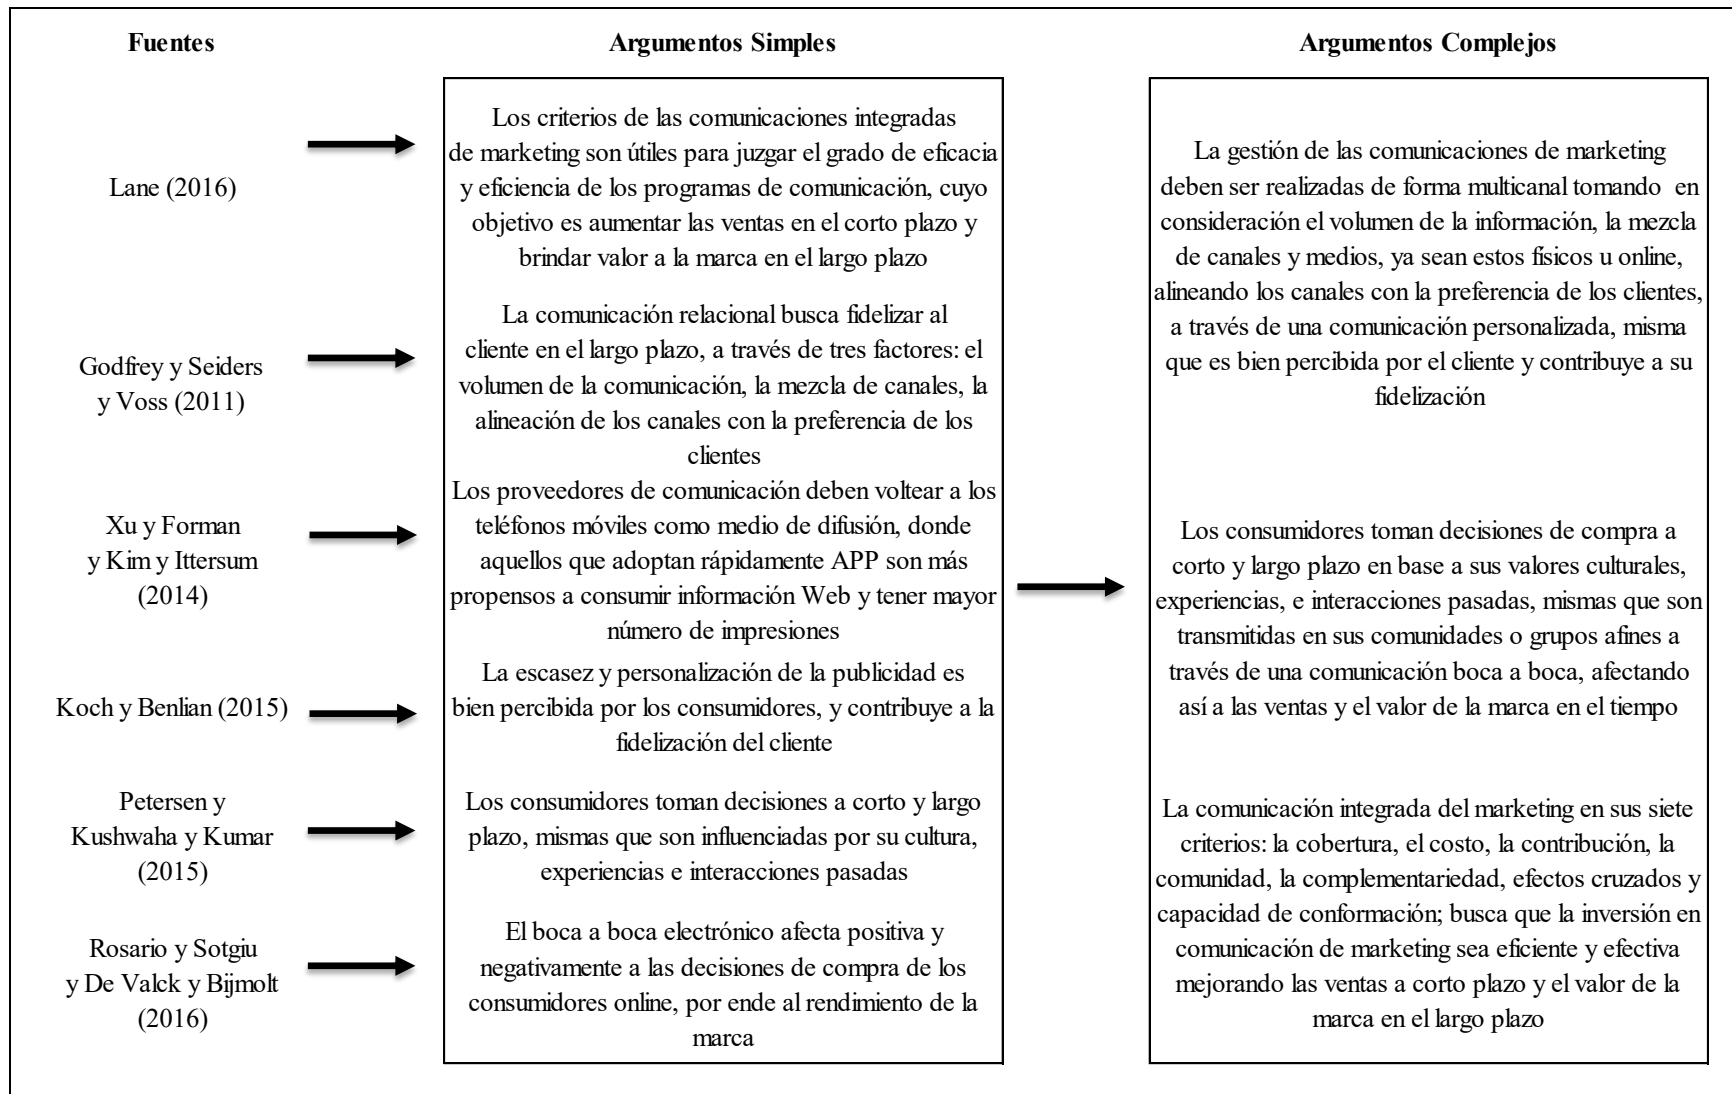 Fuentes
Argumentos Simples
Argumentos Complejos
Lane (2016)
Los criterios de las comunicaciones integradas
de marketing son útiles para juzgar el grado de eficacia
y eficiencia de los programas de comunicación, cuyo
objetivo es aumentar las ventas en el corto plazo y
brindar valor a la marca en el largo plazo
Godfrey y Seiders
y Voss (2011)
La comunicación relacional busca fidelizar al
cliente en el largo plazo, a través de tres factores: el
volumen de la comunicación, la mezcla de canales, la
alineación de los canales con la preferencia de los
clientes
Xu y Forman
y Kim y Ittersum
(2014)
Los proveedores de comunicación deben voltear a los
teléfonos móviles como medio de difusión, donde
aquellos que adoptan rápidamente APP son más
propensos a consumir información Web y tener mayor
número de impresiones
Koch y Benlian (2015)
La escasez y personalización de la publicidad es
bien percibida por los consumidores, y contribuye a la
fidelización del cliente
Petersen y
Kushwaha y Kumar
(2015)
Los consumidores toman decisiones a corto y largo
plazo, mismas que son influenciadas por su cultura,
experiencias e interacciones pasadas
Rosario y Sotgiu
y De Valck y Bijmolt
(2016)
El boca a boca electrónico afecta positiva y
negativamente a las decisiones de compra de los
consumidores online, por ende al rendimiento de la
marca
La gestión de las comunicaciones de marketing
deben ser realizadas de forma multicanal tomando en
consideración el volumen de la información, la mezcla
de canales y medios, ya sean estos físicos u online,
alineando los canales con la preferencia de los clientes,
a través de una comunicación personalizada, misma
que es bien percibida por el cliente y contribuye a su
fidelización
Los consumidores toman decisiones de compra a
corto y largo plazo en base a sus valores culturales,
experiencias, e interacciones pasadas, mismas que son
transmitidas en sus comunidades o grupos afines a
través de una comunicación boca a boca, afectando
así a las ventas y el valor de la marca en el tiempo
La comunicación integrada del marketing en sus siete
criterios: la cobertura, el costo, la contribución, la
comunidad, la complementariedad, efectos cruzados y
capacidad de conformación; busca que la inversión en
comunicación de marketing sea eficiente y efectiva
mejorando las ventas a corto plazo y el valor de la
marca en el largo plazo